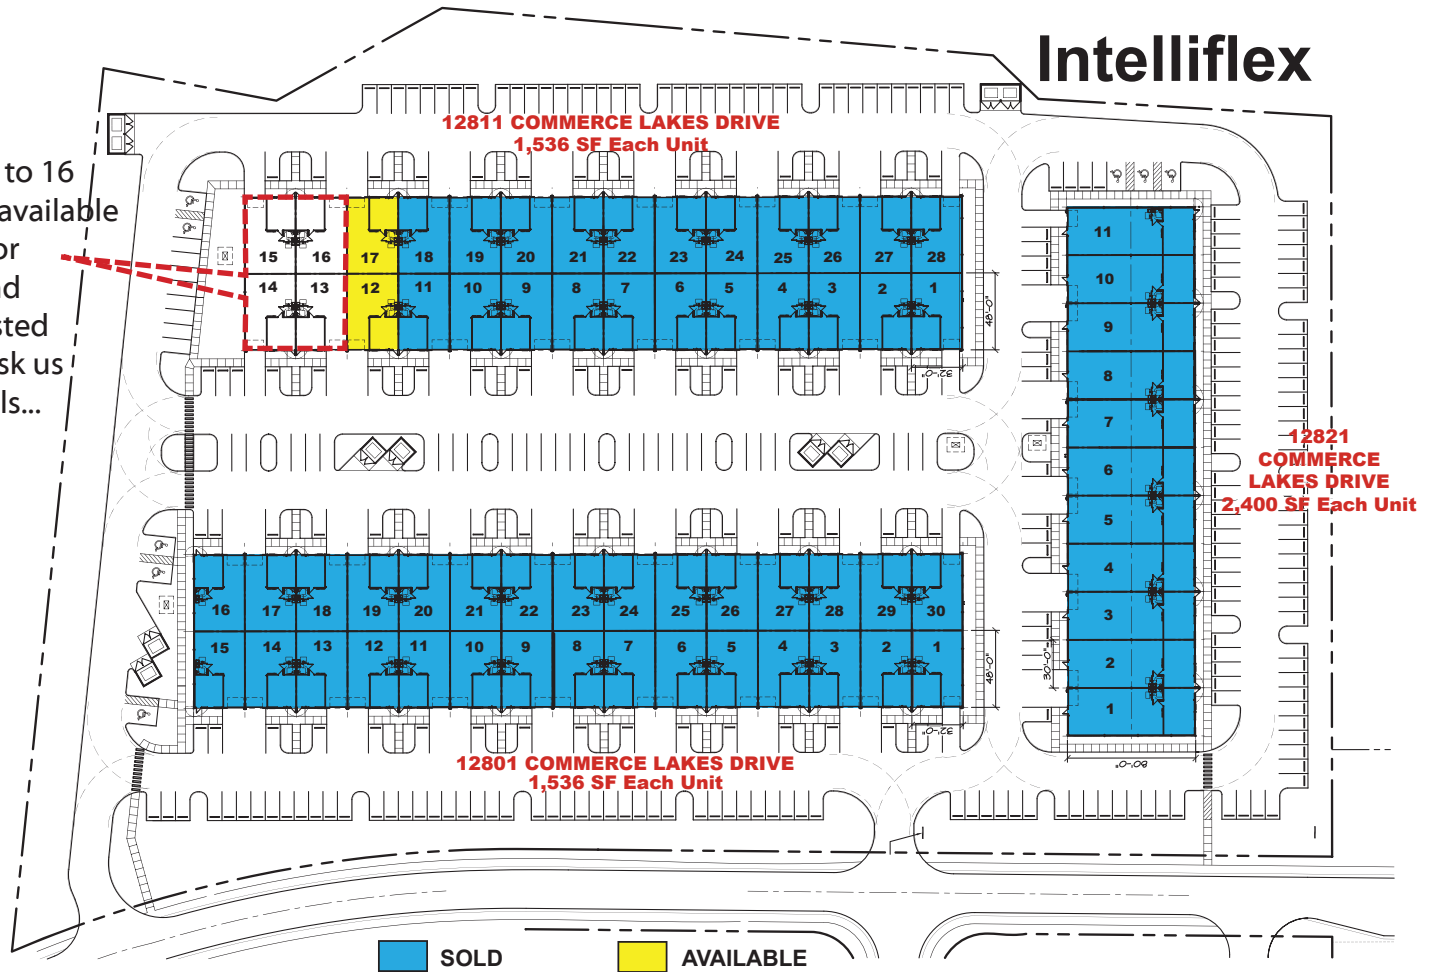 Intelliflex
12811 COMMERCE LAKES DRIVE
1,536 SF Each Unit
to 16
available
or
sted
sk us
ls...
15 16 17 18 19 20 21 22 23 24 25 26 27 28
14 13 12 11 10 9 8 7 6 5 4 3 2 1
48'-0"
32'-0"
11
10
9
8
7
6
5
4
3
2
1
30'-0"
80'-0"
12821
COMMERCE
LAKES DRIVE
2,400 SF Each Unit
16 17 18 19 20 21 22 23 24 25 26 27 28 29 30
15 14 13 12 11 10 9 8 7 6 5 4 3 2 1
48'-0"
32'-0"
12801 COMMERCE LAKES DRIVE
1,536 SF Each Unit
SOLD
AVAILABLE